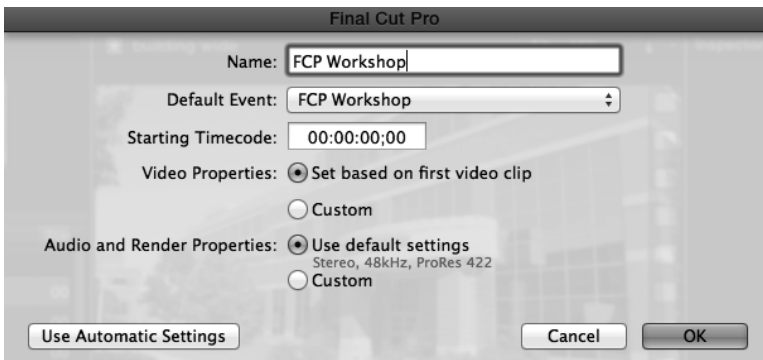 Final Cut Pro
Name: FCP Workshop
Default Event: FCP Workshop
Starting Timecode: 00:00:00;00
Video Properties: Set based on first video clip
Custom
Audio and Render Properties: Use default settings
Stereo, 48kHz, ProRes 422
Custom
Use Automatic Settings Cancel OK